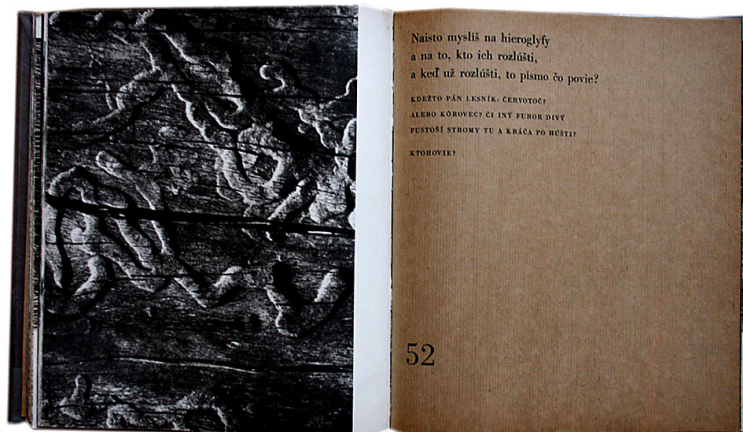 Naisto myslíš na hieroglyfy
a na to, kto ich rozlúšti,
a keď už rozlúšti, to písmo čo povie?
KDEŽTO PÁN LESNÍK: ČERVOTOČ?
ALEBO KÔROVEC? ČI INÝ FUROR DIVÝ
PUSTOŠÍ STROMY TU A KRÁČA PO HÚŠTI?
KTOHOVIE?
52